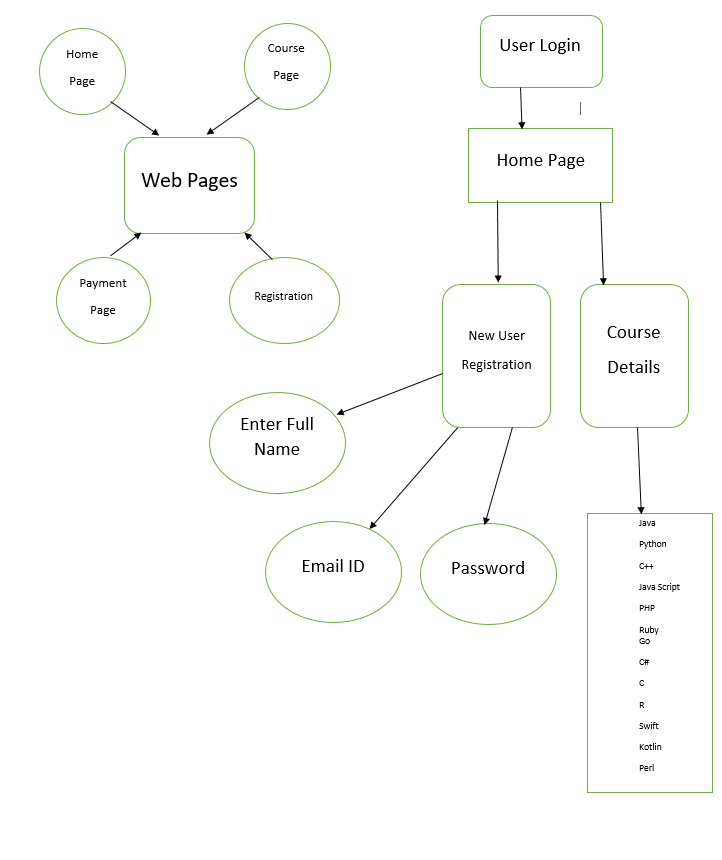 Home
Page
Course
Page
Web Pages
Payment
Page
Registration
User Login
Home Page
New User
Registration
Course
Details
Enter Full
Name
Email ID
Password
Java
Python
C++
Java Script
PHP
Ruby
Go
C#
C
R
Swift
Kotlin
Perl